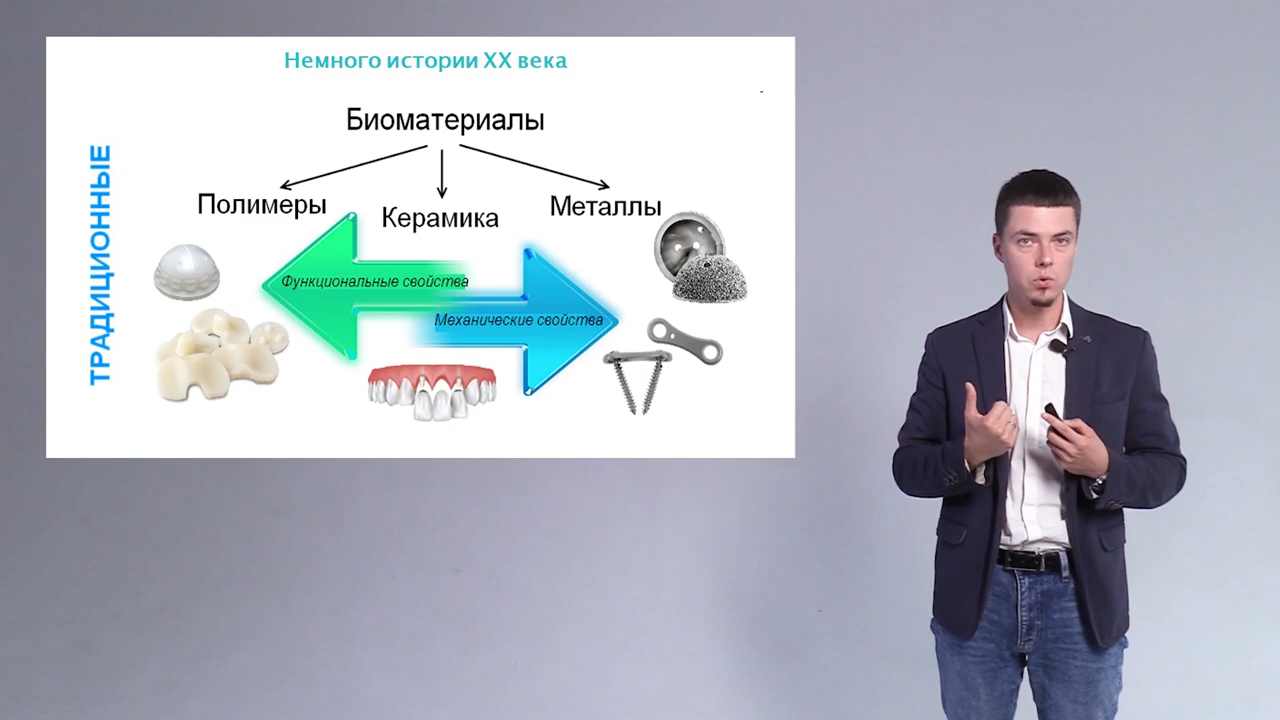 Немного истории XX века
Биоматериалы
ТРАДИЦИОННЫЕ
Полимеры
Керамика
Металлы
Функциональные свойства
Механические свойства